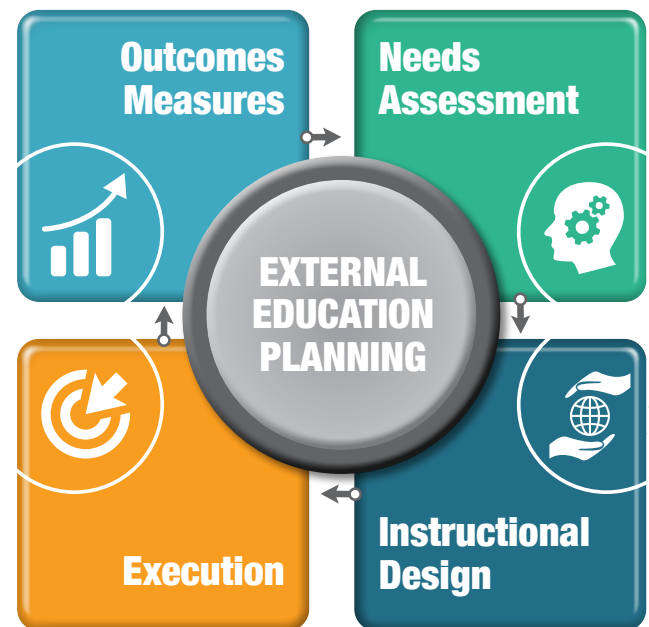 Outcomes
Measures
Needs
Assessment
EXTERNAL
EDUCATION
PLANNING
Execution
Instructional
Design